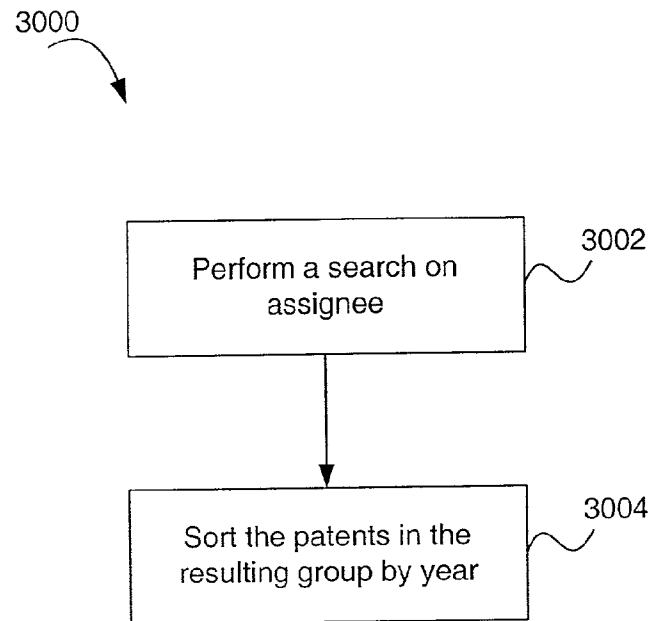 3000
Perform a search on
assignee
3002
Sort the patents in the
resulting group by year
3004